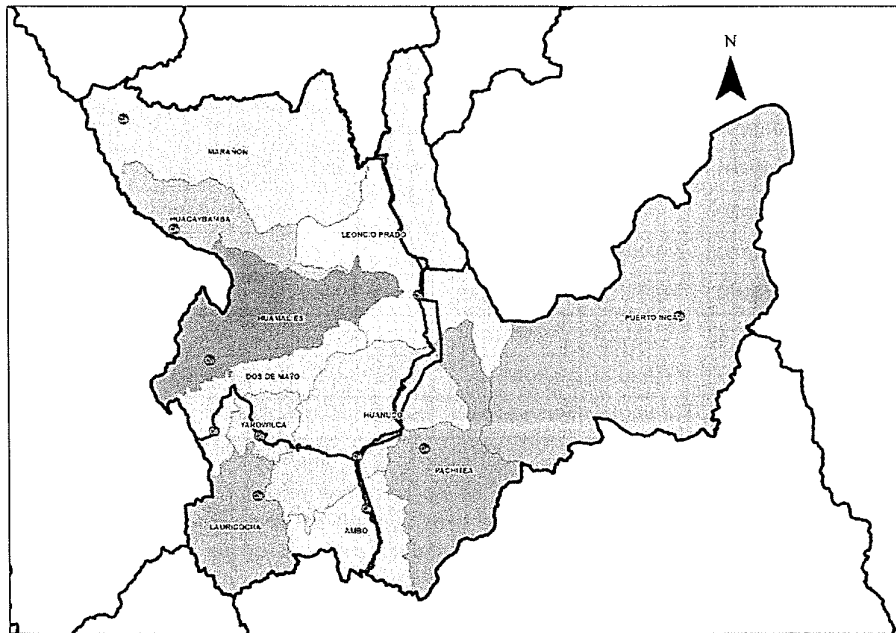 N
MARAÑON
HUACAYBAMBA
LEONCIO PRADO
HUAMALIES
PUERTO INCA
DOS DE MAYO
HUANUCO
YAROWILCA
PACHITEA
LAURICOCHA
AMBO